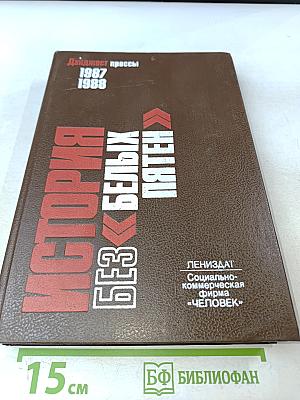 Дайджест прессы
1987
1988
ИСТОРИЯ
БЕЗ «БЕЛЫХ
ПЯТЕН»
ЛЕНИЗДАТ
Социально-
коммерческая
фирма
«ЧЕЛОВЕК»
15 см
БФ БИБЛИОФАН